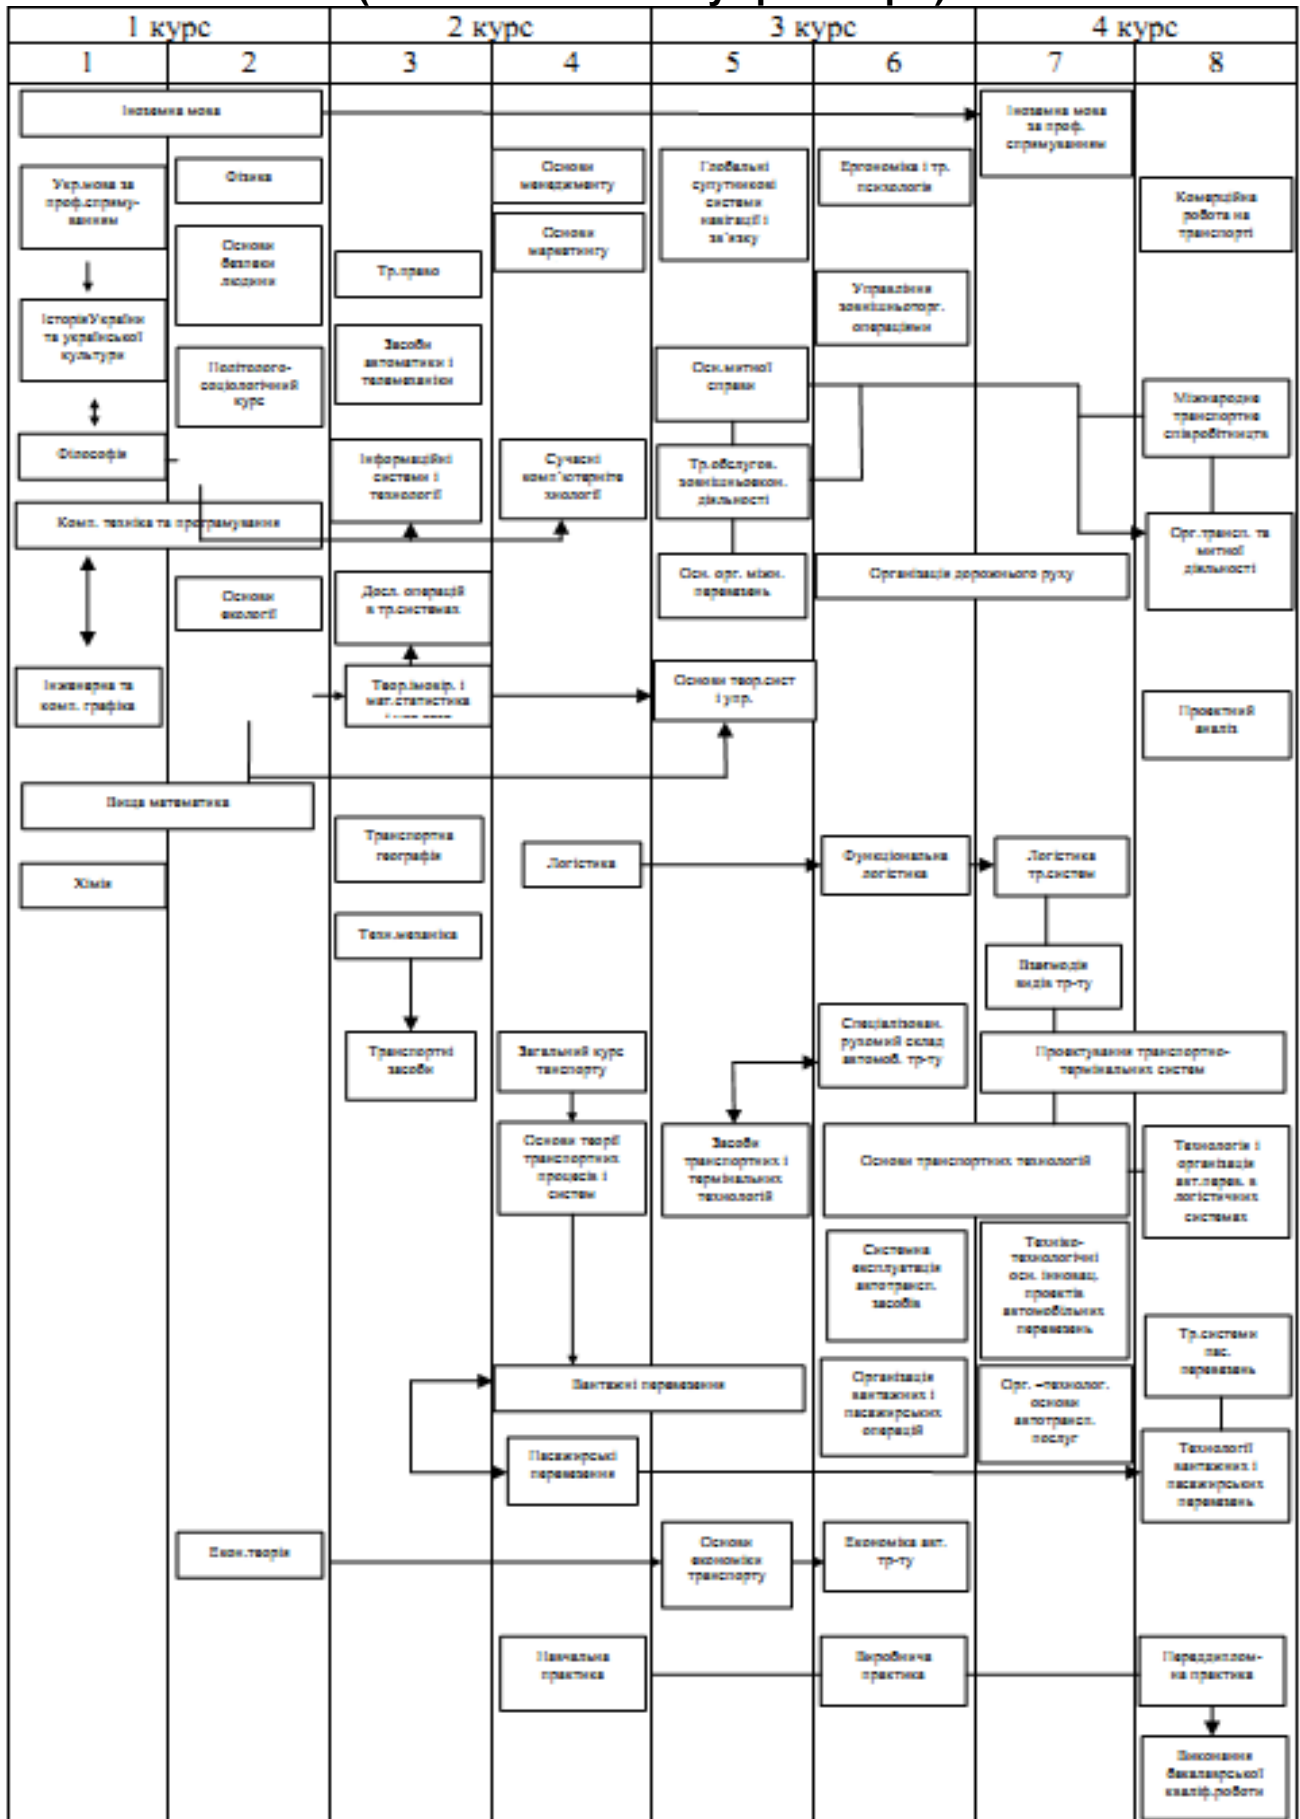 1 курс
2 курс
3 курс
4 курс
1
2
3
4
5
6
7
8
Іноземна мова
Іноземна мова
за проф.
спрямуванням
Укр.мова за
проф.спряму-
ванням
Фізика
Основи
менеджменту
Глобальні
супутникові
системи
навігації і
зв'язку
Ергономіка і тр.
психологія
Комерційна
робота на
транспорті
Основи
безпеки
людини
Основи
маркетингу
Тр.право
Управління
зовнішньоторг.
операціями
Історія України
та української
культури
Засоби
автоматики і
телемеханіки
Політолого-
соціологічний
курс
Осн.митної
справи
Міжнародне
транспортне
співробітництв
Філософія
Інформаційні
системи і
технології
Сучасні
комп'ютерніте
хнології
Тр.обслугов.
зовнішньоекон.
діяльності
Комп. техніка та програмування
Орг.трансп. та
митної
діяльності
Осн. орг. міжн.
перевезень
Організація дорожнього руху
Основи
екології
Досл. операцій
в тр.системах
Інженерна та
комп. графіка
Теор.імовір. і
мат.статистика
Основи теор.сист
і упр.
Проектний
аналіз
Вища математика
Транспортна
географія
Логістика
Функціональна
логістика
Логістика
тр.систем
Хімія
Техн.механіка
Взаємодія
видів тр-ту
Транспортні
засоби
Загальний курс
танспорту
Спеціалізован.
рухомий склад
автомоб. тр-ту
Проектування транспортно-
термінальних систем
Основи теорії
транспортних
процесів і
систем
Засоби
транспортних і
термінальних
технологій
Основи транспортних технологій
Технологія і
організація
авт.перев. в
логістичних
системах
Системна
експлуатація
автотрансп.
засобів
Техніко-
технологічні
осн. інновац.
проектів
автомобільних
перевезень
Тр.системи
пас.
перевезень
Вантажні перевезення
Організація
вантажних і
пасажирських
операцій
Орг. –технолог.
основи
автотрансп.
послуг
Пасажирські
перевезення
Технології
вантажних і
пасажирських
перевезень
Екон.теорія
Основи
економіки
транспорту
Економіка авт.
тр-ту
Навчальна
практика
Виробнича
практика
Переддиплом-
на практика
Виконання
бакалаврської
кваліф.роботи